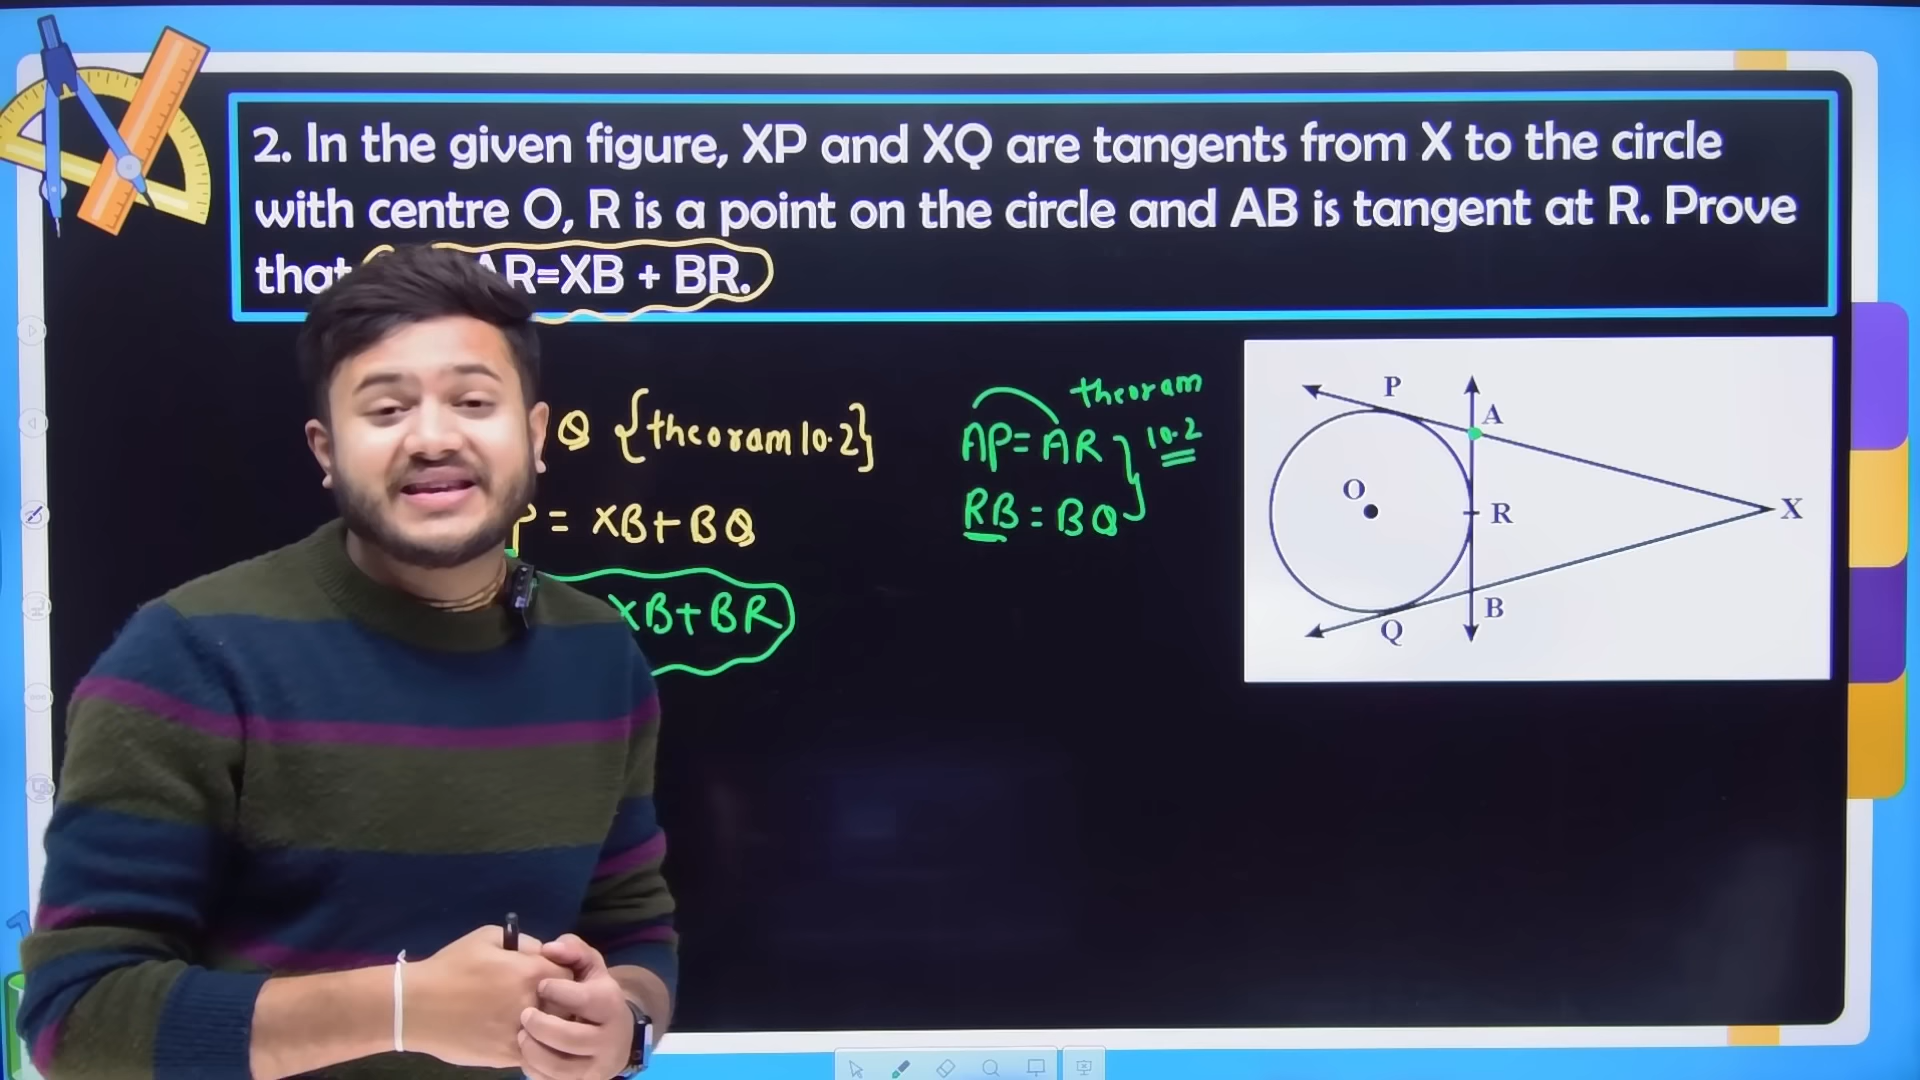 2. In the given figure, XP and XQ are tangents from X to the circle
with centre O, R is a point on the circle and AB is tangent at R. Prove
that AR=XB + BR.
Q {theoram 10.2}
= XB+BQ
XB+BR
theoram
10.2
AP=AR
RB=BQ
P
A
O
R
X
B
Q